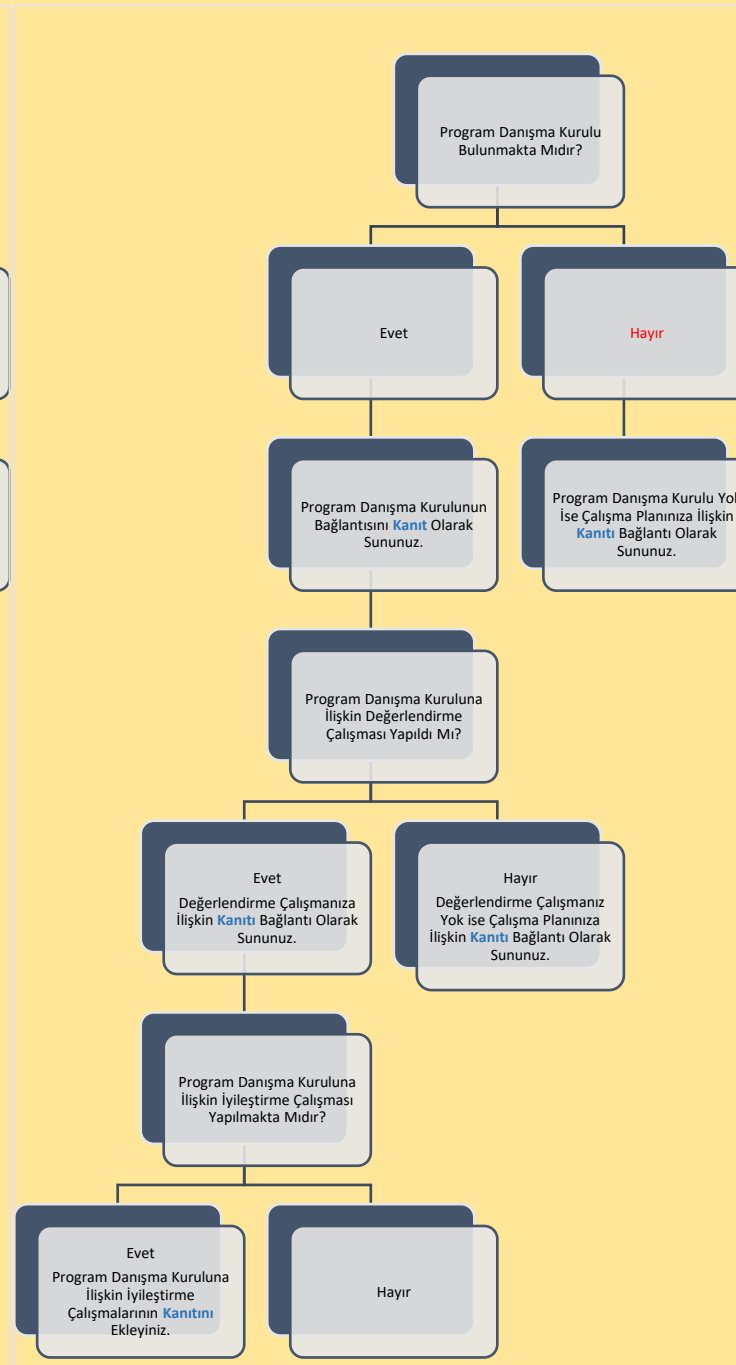 Program Danışma Kurulu
Bulunmakta Mıdır?
Evet
Hayır
Program Danışma Kurulunun
Bağlantısını Kanıt Olarak
Sununuz.
Program Danışma Kurulu Yok
İse Çalışma Planınıza İlişkin
Kanıtı Bağlantı Olarak
Sununuz.
Program Danışma Kuruluna
İlişkin Değerlendirme
Çalışması Yapıldı Mı?
Evet
Değerlendirme Çalışmanıza
İlişkin Kanıtı Bağlantı Olarak
Sununuz.
Hayır
Değerlendirme Çalışmanız
Yok ise Çalışma Planınıza
İlişkin Kanıtı Bağlantı Olarak
Sununuz.
Program Danışma Kuruluna
İlişkin İyileştirme Çalışması
Yapılmakta Mıdır?
Evet
Program Danışma Kuruluna
İlişkin İyileştirme
Çalışmalarının Kanıtını
Ekleyiniz.
Hayır